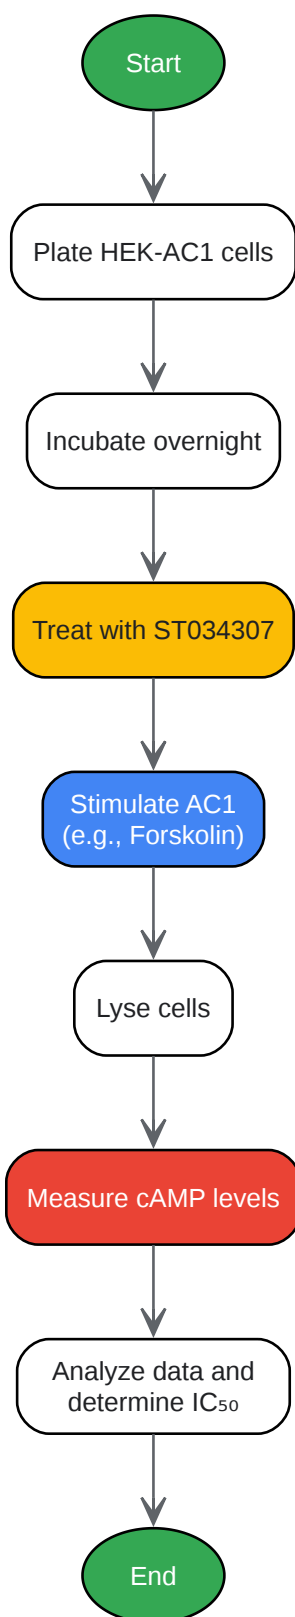 Start
Plate HEK-AC1 cells
Incubate overnight
Treat with ST034307
Stimulate AC1
(e.g., Forskolin)
Lyse cells
Measure cAMP levels
Analyze data and
determine IC₅₀
End